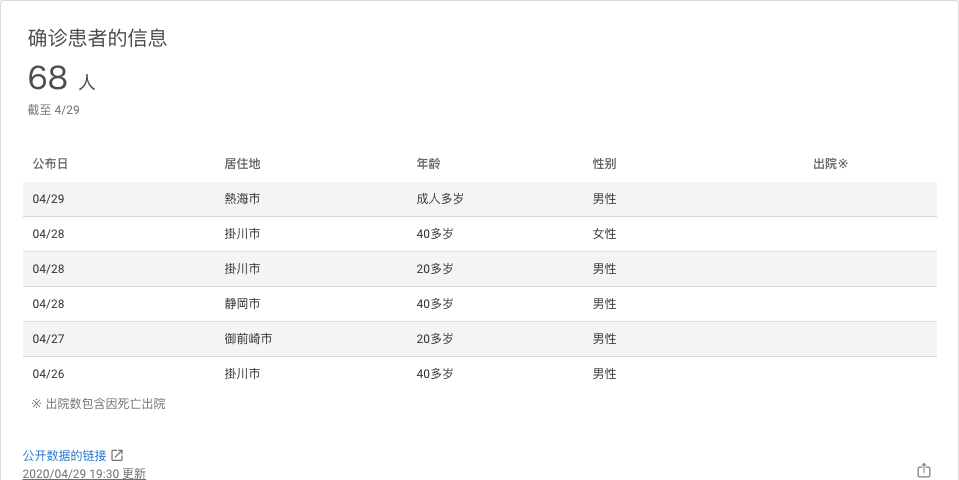 确诊患者的信息
68 人
截至 4/29
公布日 居住地 年龄 性别 出院※
04/29 熱海市 成人多岁 男性
04/28 掛川市 40多岁 女性
04/28 掛川市 20多岁 男性
04/28 静岡市 40多岁 男性
04/27 御前崎市 20多岁 男性
04/26 掛川市 40多岁 男性
※ 出院数包含因死亡出院
公开数据的链接
2020/04/29 19:30 更新